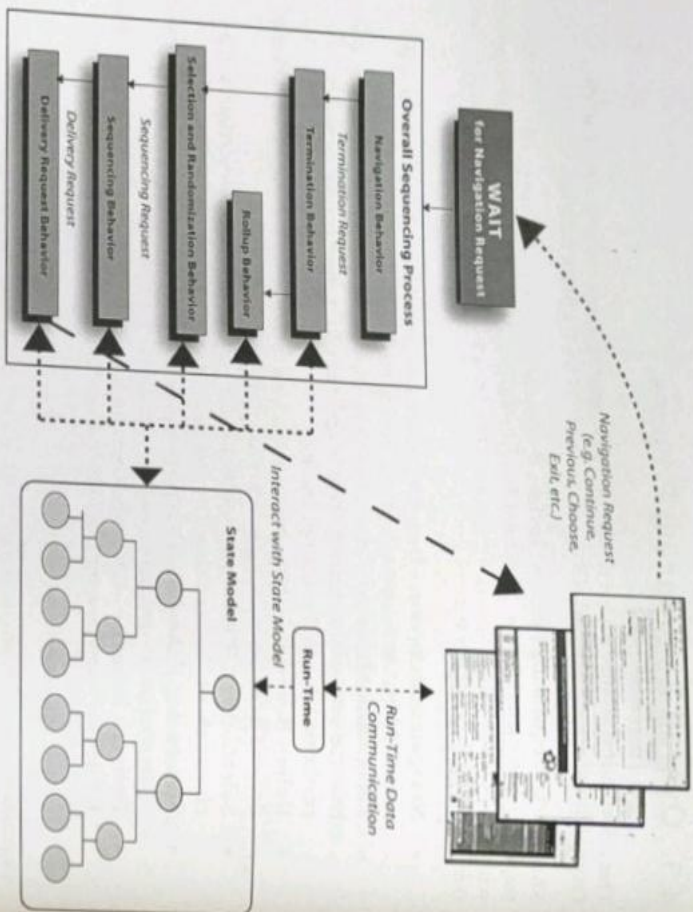 WAIT
for Navigation Request
Navigation Request
(e.g. Continue,
Previous, Choose,
Exit, etc.)
Overall Sequencing Process
Navigation Behavior
Termination Request
Termination Behavior
Rollup Behavior
Selection and Randomization Behavior
Sequencing Request
Sequencing Behavior
Delivery Request
Delivery Request Behavior
Run-Time Data
Communication
Run-Time
Interact with State Model
State Model